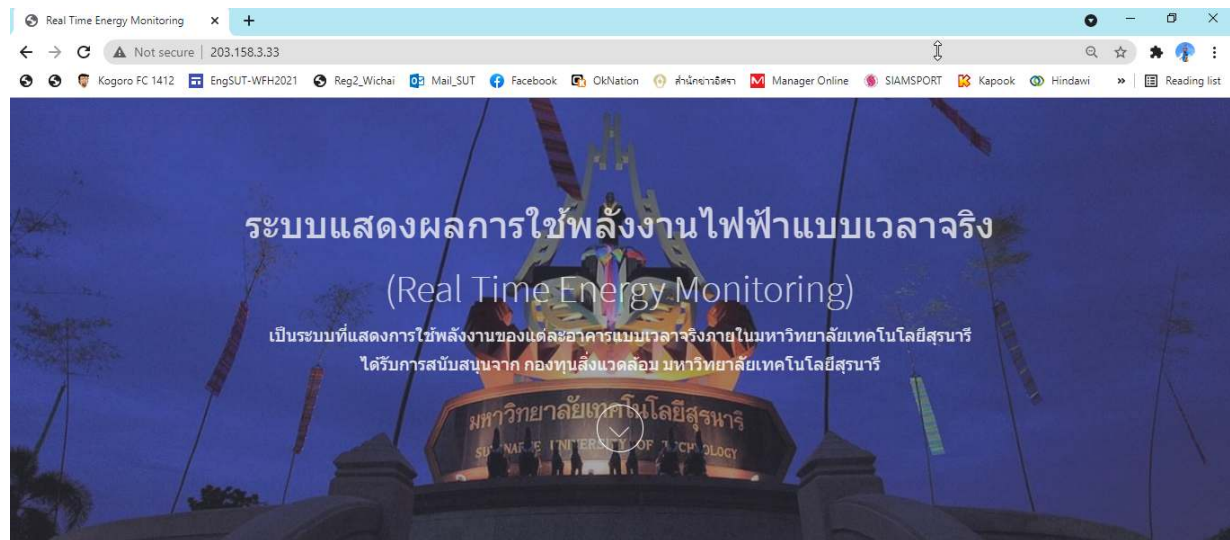 Real Time Energy Monitoring
Not secure | 203.158.3.33
Kogoro FC 1412 EngSUT-WFH2021 Reg2_Wichai Mail_SUT Facebook OkNation สำนักข่าวอิศรา Manager Online SIAMSPORT Kapook Hindawi » Reading list
ระบบแสดงผลการใช้พลังงานไฟฟ้าแบบเวลาจริง
(Real Time Energy Monitoring)
เป็นระบบที่แสดงการใช้พลังงานของแต่ละอาคารแบบเวลาจริงภายในมหาวิทยาลัยเทคโนโลยีสุรนารี
ได้รับการสนับสนุนจาก กองทุนสิ่งแวดล้อม มหาวิทยาลัยเทคโนโลยีสุรนารี
มหาวิทยาลัยเทคโนโลยีสุรนารี
SURANAREE UNIVERSITY OF TECHNOLOGY